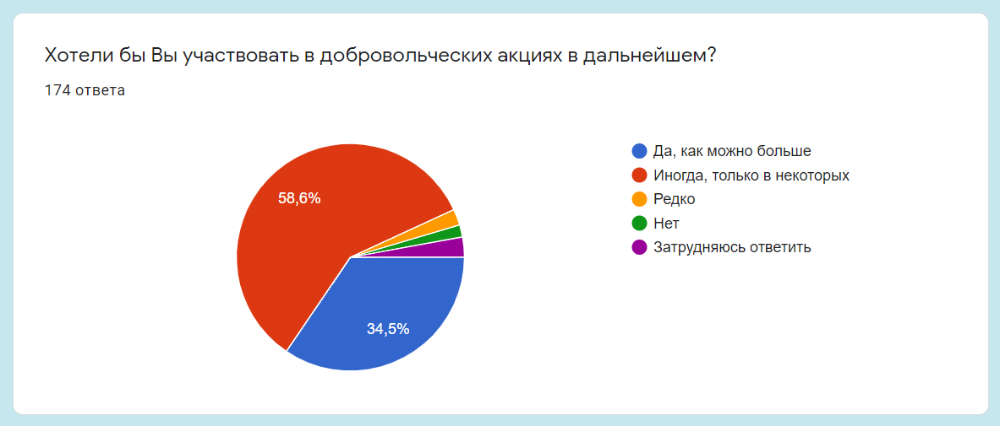 Хотели бы Вы участвовать в добровольческих акциях в дальнейшем?
174 ответа
58,6%
34,5%
Да, как можно больше
Иногда, только в некоторых
Редко
Нет
Затрудняюсь ответить